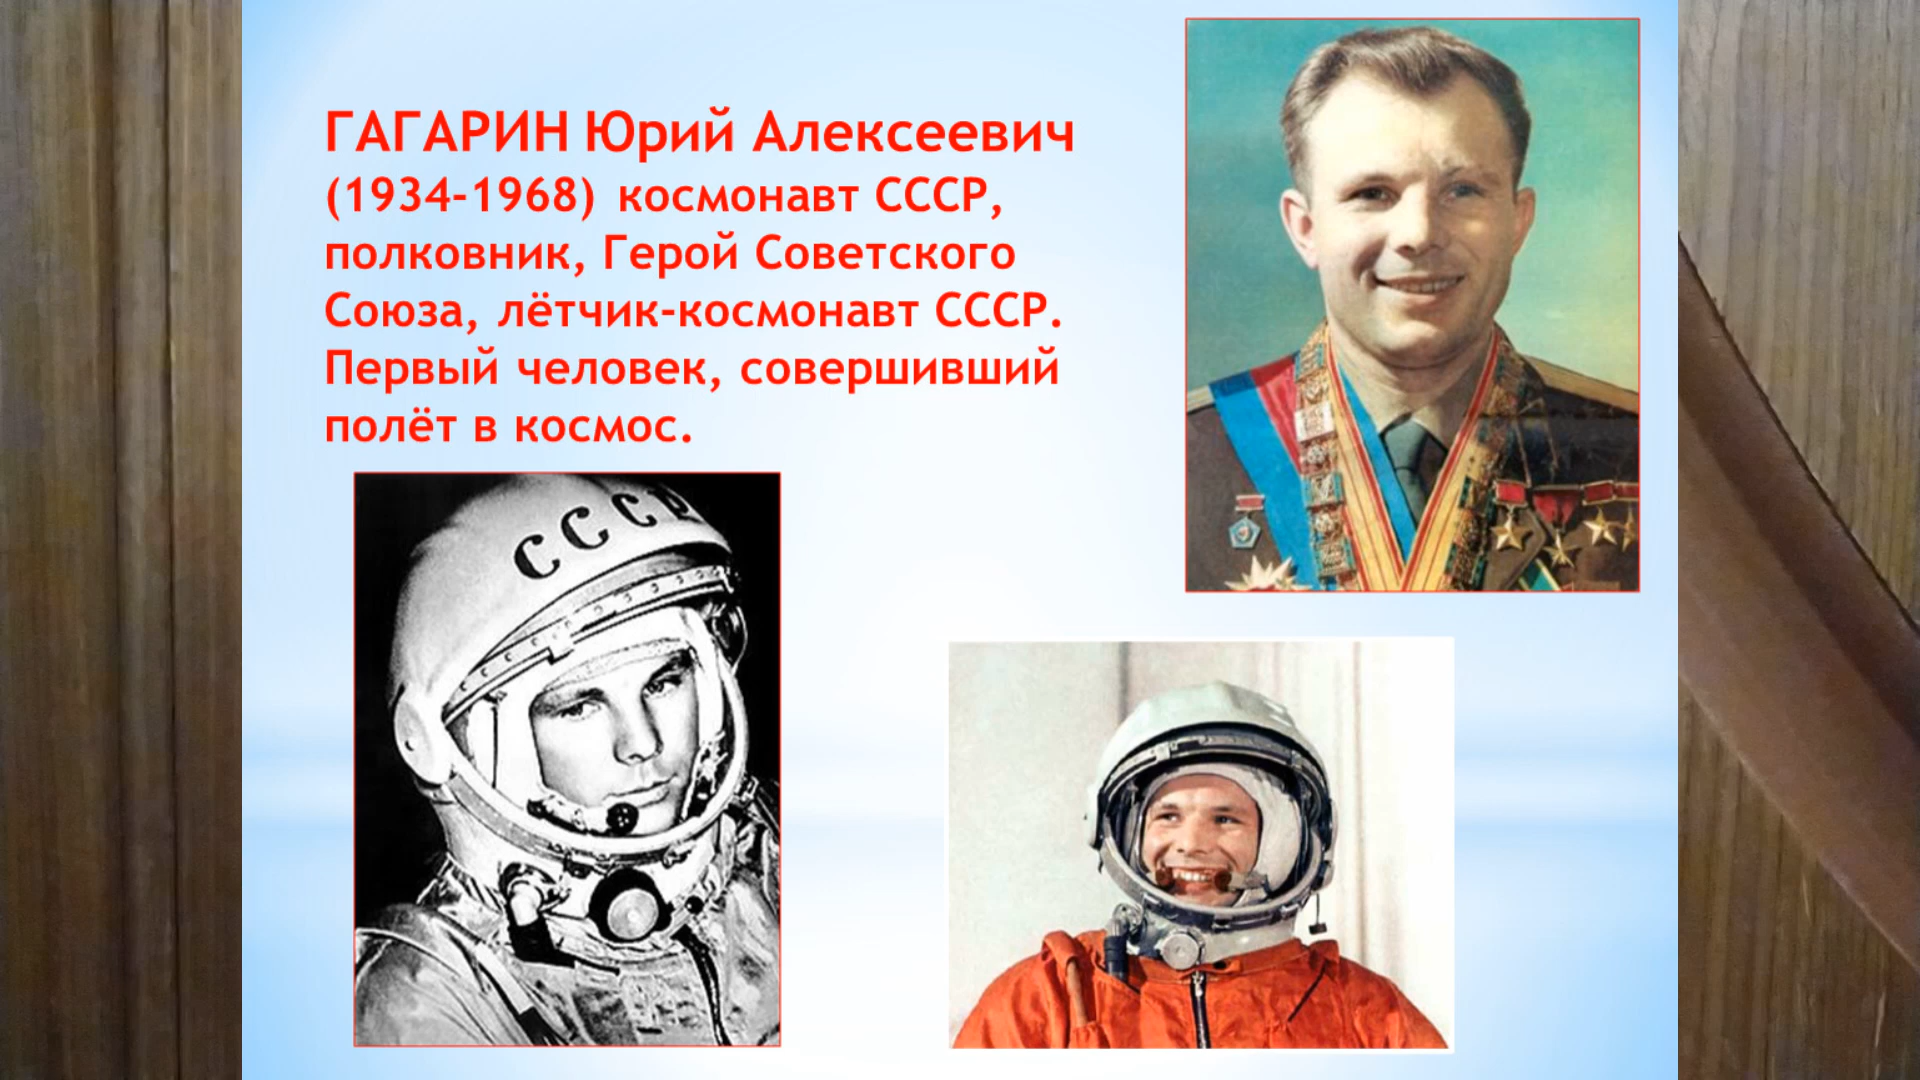 ГАГАРИН Юрий Алексеевич
(1934-1968) космонавт СССР,
полковник, Герой Советского
Союза, лётчик-космонавт СССР.
Первый человек, совершивший
полёт в космос.
СССР